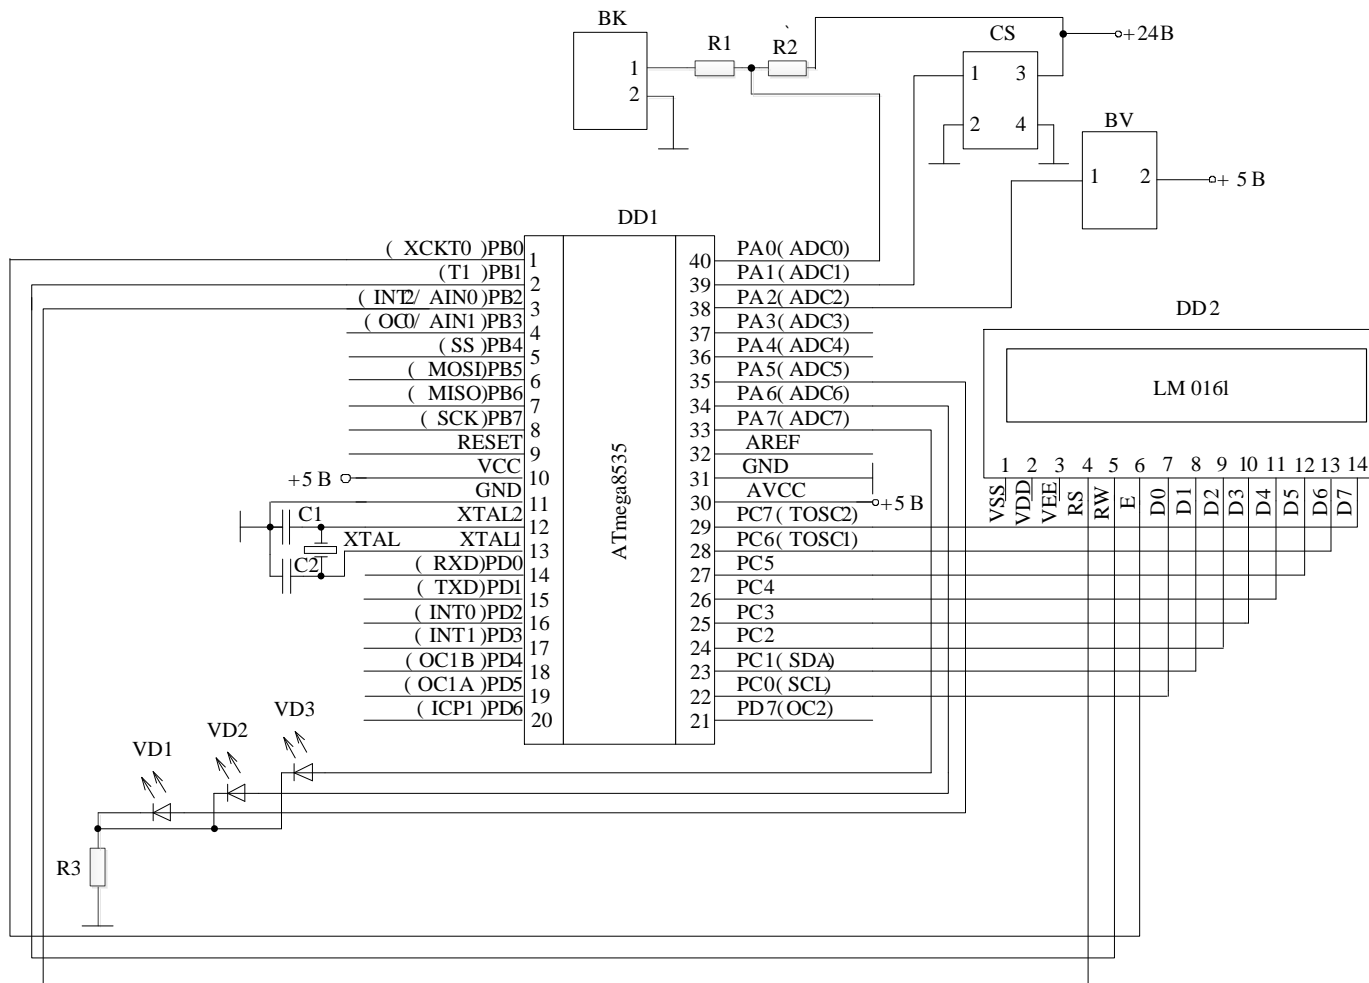 BK
CS
R1
R2
+24 В
1
2
1
3
2
4
BV
1
2
+ 5 В
DD1
( XCKT0 )PB0
1
40
PA0( ADC0)
(T1 )PB1
2
39
PA1( ADC1)
( INT2/ AIN0) PB2
3
38
PA2( ADC2)
( OC0/ AIN1) PB3
4
37
PA3( ADC3)
( SS )PB4
5
36
PA4( ADC4)
( MOSI)PB5
6
35
PA5( ADC5)
( MISO)PB6
7
34
PA6( ADC6)
( SCK)PB7
8
33
PA7( ADC7)
RESET
9
32
AREF
VCC
10
31
GND
+5 В
GND
11
30
AVCC
+5 В
C1
XTAL2
12
29
PC7( TOSC2)
XTAL
XTAL1
13
28
PC6( TOSC1)
C2
( RXD)PD0
14
27
PC5
( TXD)PD1
15
26
PC4
( INT0) PD2
16
25
PC3
( INT1) PD3
17
24
PC2
( OC1B )PD4
18
23
PC1( SDA)
( OC1A )PD5
19
22
PC0( SCL)
( ICP1 )PD6
20
21
PD7( OC2)
ATmega8535
DD2
LM 016l
1 2 3 4 5 6 7 8 9 10 11 12 13 14
VSS
VDD
VEE
RS
RW
E
D0
D1
D2
D3
D4
D5
D6
D7
VD1
VD2
VD3
R3